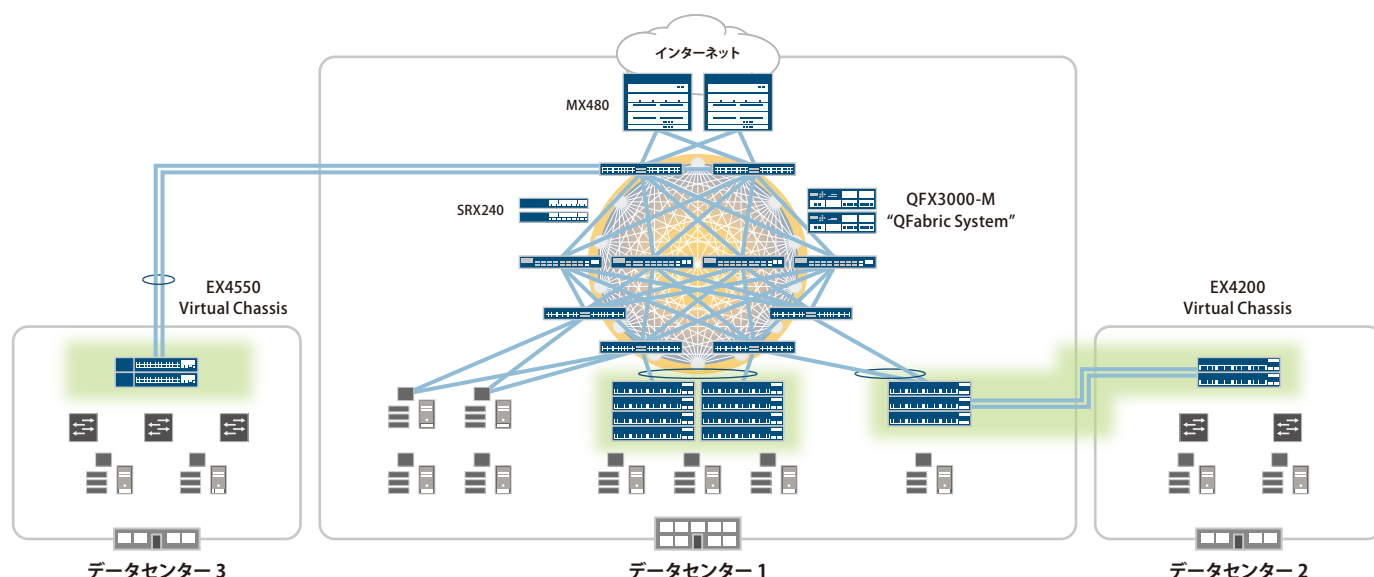 インターネット
MX480
SRX240
QFX3000-M
“QFabric System”
EX4550
Virtual Chassis
EX4200
Virtual Chassis
データセンター 3
データセンター 1
データセンター 2